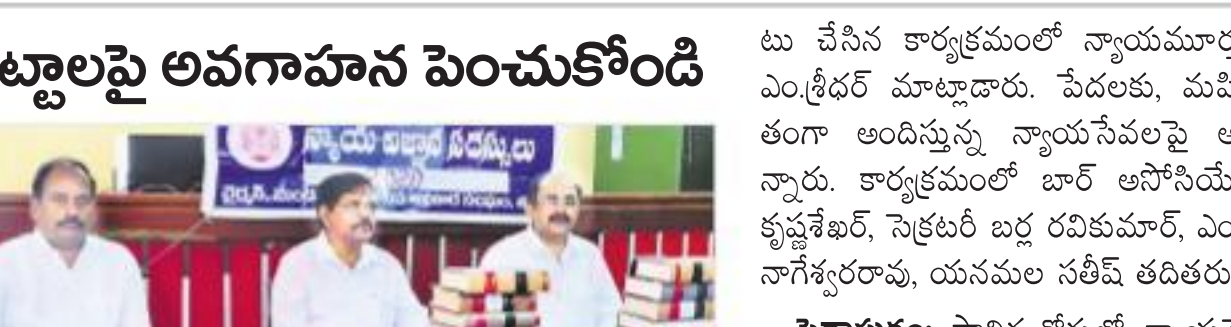 ట్టాలపై అవగాహన పెంచుకోండి
న్యాయ విజ్ఞాన సదస్సులు
టు చేసిన కార్యక్రమంలో న్యాయమూర్త
ఎం.శ్రీధర్ మాట్లాడారు. పేదలకు, మహి
తంగా అందిస్తున్న న్యాయసేవలపై అ
న్నారు. కార్యక్రమంలో బార్ అసోసియే
కృష్ణశేఖర్, సెక్రటరీ బర్ల రవికుమార్, ఎం
నాగేశ్వరరావు, యనమల సతీష్ తదితరు